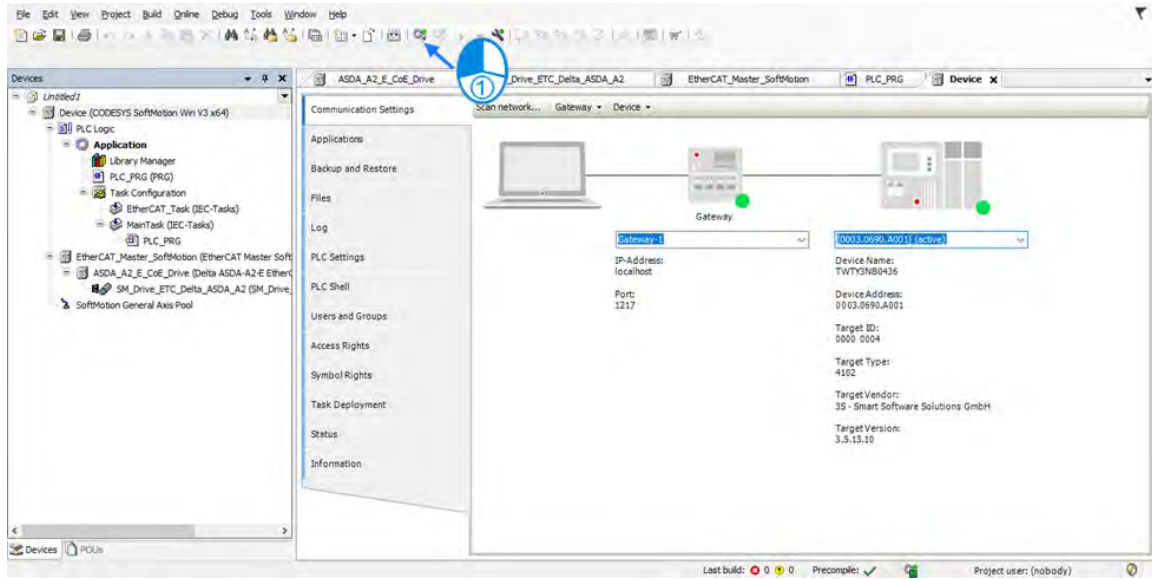 File Edit View Project Build Online Debug Tools Window Help
①
Devices
ASDA_A2_E_CoE_Drive
_Drive_ETC_Delta_ASDA_A2
EtherCAT_Master_SoftMotion
PLC_PRG
Device
Untitled1
Device (CODESYS SoftMotion Win V3 x64)
PLC Logic
Application
Library Manager
PLC_PRG (PRG)
Task Configuration
EtherCAT_Task (IEC-Tasks)
MainTask (IEC-Tasks)
PLC_PRG
EtherCAT_Master_SoftMotion (EtherCAT Master Soft
ASDA_A2_E_CoE_Drive (Delta ASDA-A2-E Ether
SM_Drive_ETC_Delta_ASDA_A2 (SM_Drive_
SoftMotion General Axis Pool
Devices
POUs
Communication Settings
Applications
Backup and Restore
Files
Log
PLC Settings
PLC Shell
Users and Groups
Access Rights
Symbol Rights
Task Deployment
Status
Information
Scan network... Gateway Device
Gateway
Gateway-1
IP-Address:
localhost
Port:
1217
[0003.0690.A001] (active)
Device Name:
TWTY3NB0436
Device Address:
0003.0690.A001
Target ID:
0000 0004
Target Type:
4102
Target Vendor:
3S - Smart Software Solutions GmbH
Target Version:
3.5.13.10
Last build: 0 0 Precompile: Project user: (nobody)